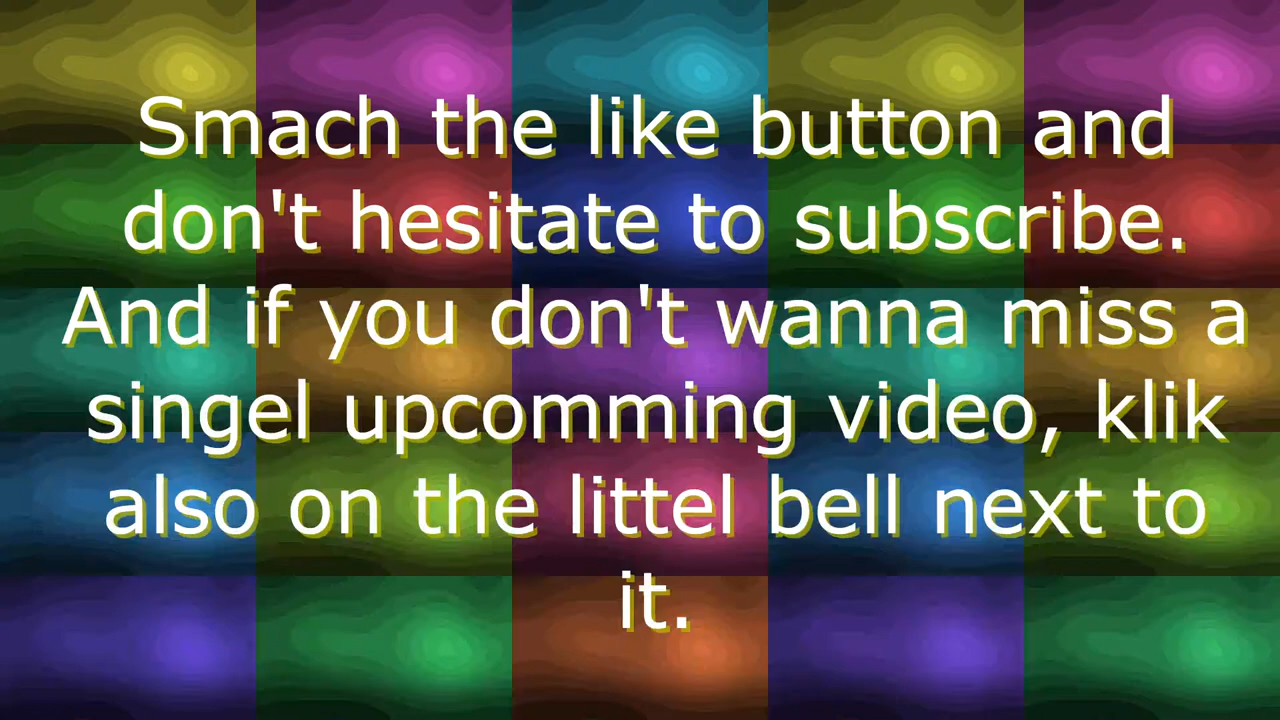 Smach the like button and
don't hesitate to subscribe.
And if you don't wanna miss a
singel upcomming video, klik
also on the littel bell next to
it.